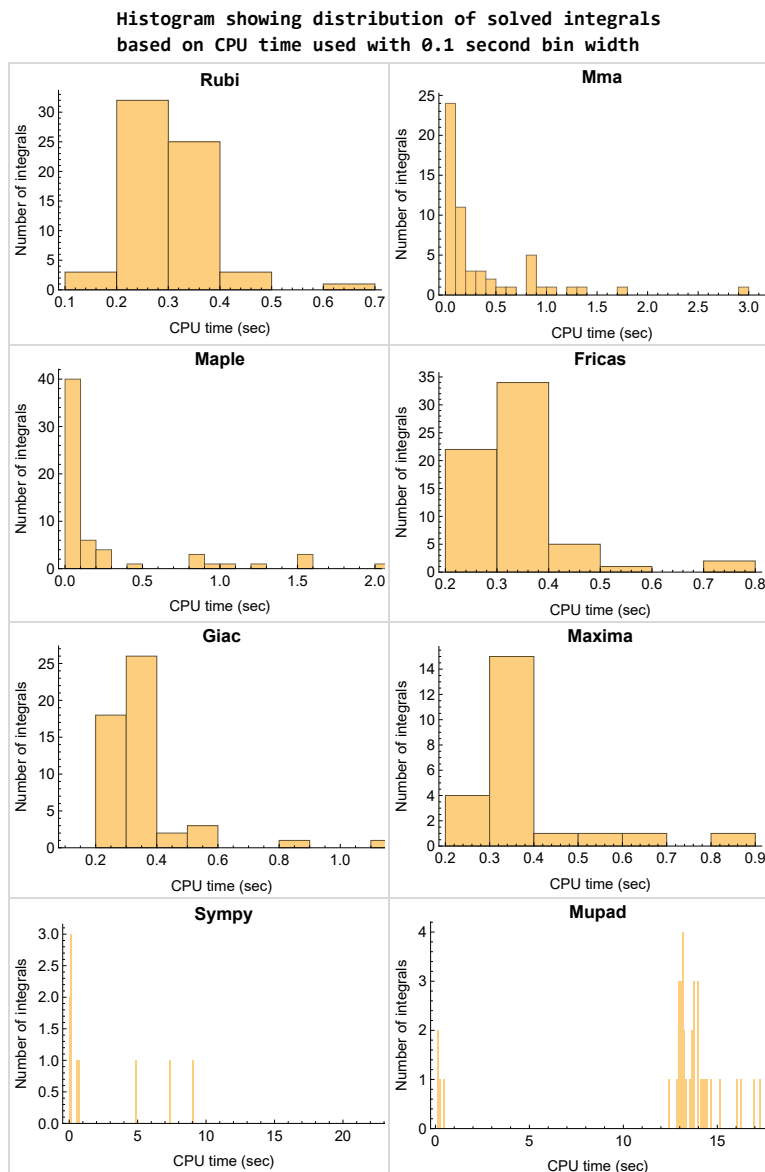 Histogram showing distribution of solved integrals
based on CPU time used with 0.1 second bin width
Rubi
Number of integrals
30
25
20
15
10
5
0
0.1 0.2 0.3 0.4 0.5 0.6 0.7
CPU time (sec)
Mma
Number of integrals
25
20
15
10
5
0
0.0 0.5 1.0 1.5 2.0 2.5 3.0
CPU time (sec)
Maple
Number of integrals
40
30
20
10
0
0.0 0.5 1.0 1.5 2.0
CPU time (sec)
Fricas
Number of integrals
35
30
25
20
15
10
5
0
0.2 0.3 0.4 0.5 0.6 0.7 0.8
CPU time (sec)
Giac
Number of integrals
25
20
15
10
5
0
0.2 0.4 0.6 0.8 1.0
CPU time (sec)
Maxima
Number of integrals
14
12
10
8
6
4
2
0
0.2 0.3 0.4 0.5 0.6 0.7 0.8 0.9
CPU time (sec)
Sympy
Number of integrals
3.0
2.5
2.0
1.5
1.0
0.5
0.0
0 5 10 15 20
CPU time (sec)
Mupad
Number of integrals
4
3
2
1
0
0 5 10 15
CPU time (sec)